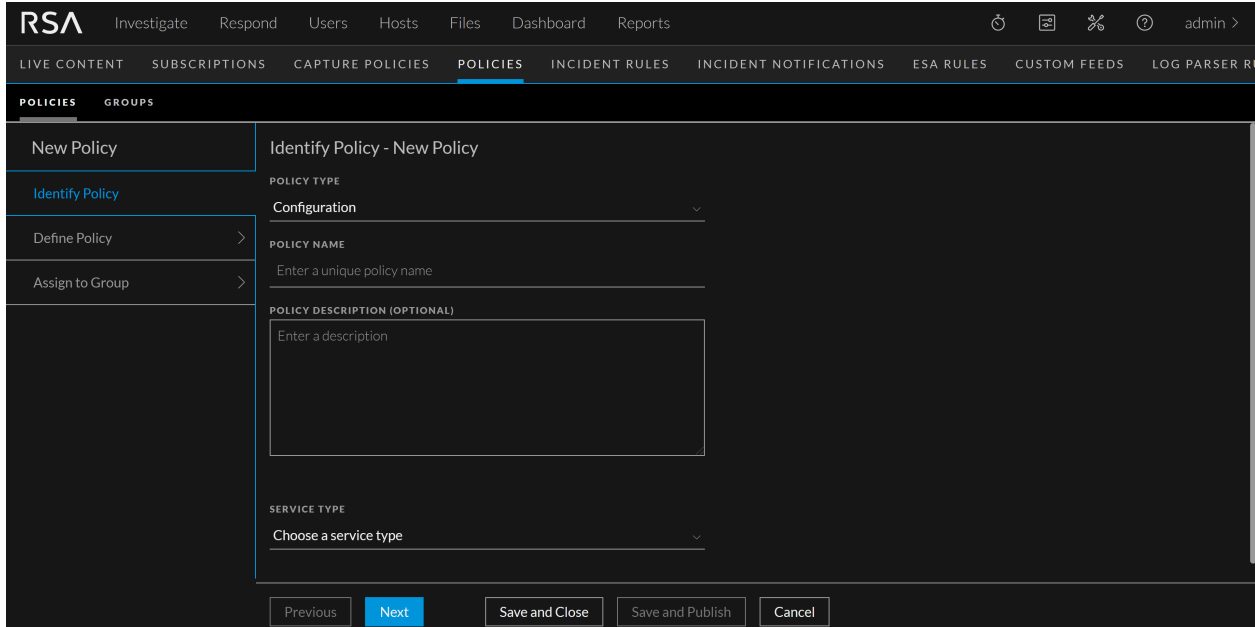 RSA Investigate Respond Users Hosts Files Dashboard Reports admin >
LIVE CONTENT SUBSCRIPTIONS CAPTURE POLICIES POLICIES INCIDENT RULES INCIDENT NOTIFICATIONS ESA RULES CUSTOM FEEDS LOG PARSER RU
POLICIES GROUPS
New Policy
Identify Policy
Define Policy
Assign to Group
Identify Policy - New Policy
POLICY TYPE
Configuration
POLICY NAME
Enter a unique policy name
POLICY DESCRIPTION (OPTIONAL)
Enter a description
SERVICE TYPE
Choose a service type
Previous Next Save and Close Save and Publish Cancel